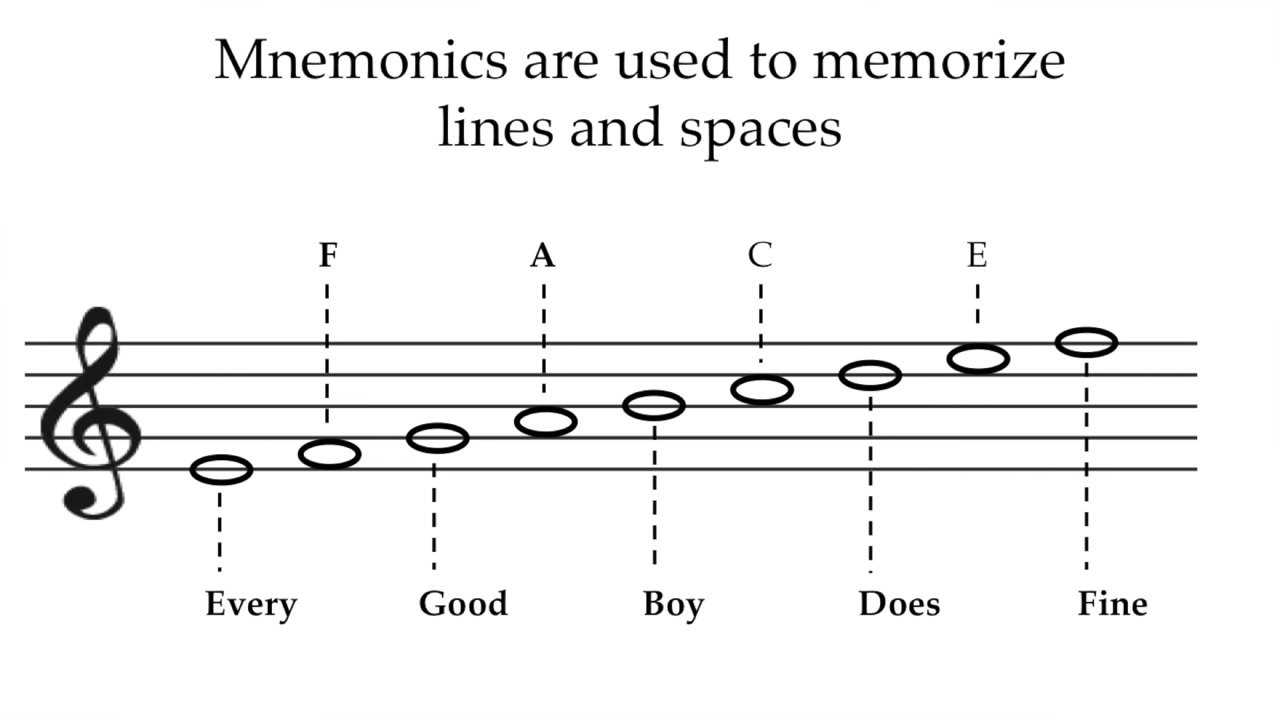 Mnemonics are used to memorize
lines and spaces
F A C E
Every Good Boy Does Fine